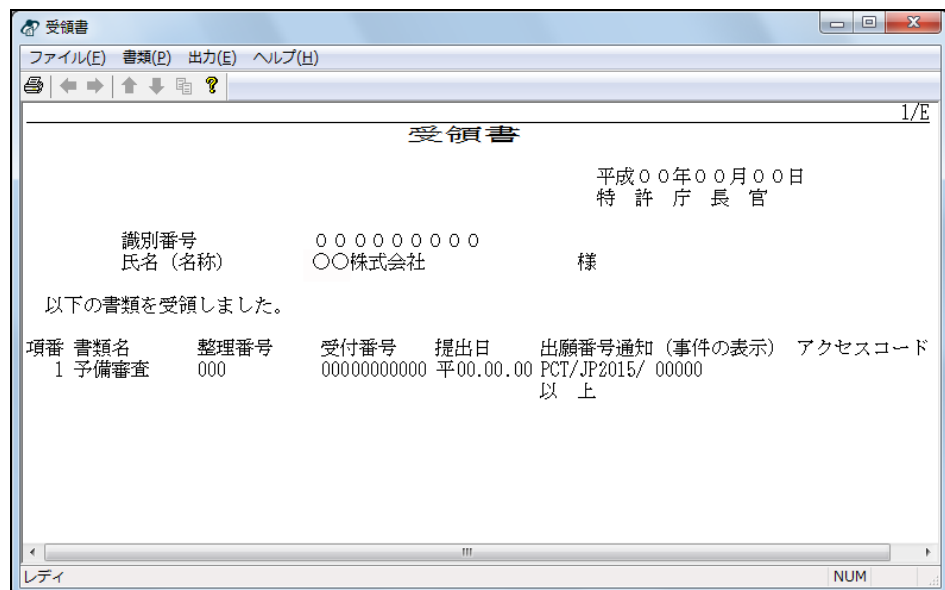 受領書
ファイル(F) 書類(P) 出力(E) ヘルプ(H)
1/E
受領書
平成００年００月００日
特 許 庁 長 官
識別番号 ０００００００００
氏名（名称） 〇〇株式会社 様
以下の書類を受領しました。
項番 書類名 整理番号 受付番号 提出日 出願番号通知（事件の表示） アクセスコード
1 予備審査 000 00000000000 平00.00.00 PCT/JP2015/ 00000
以 上
レディ NUM